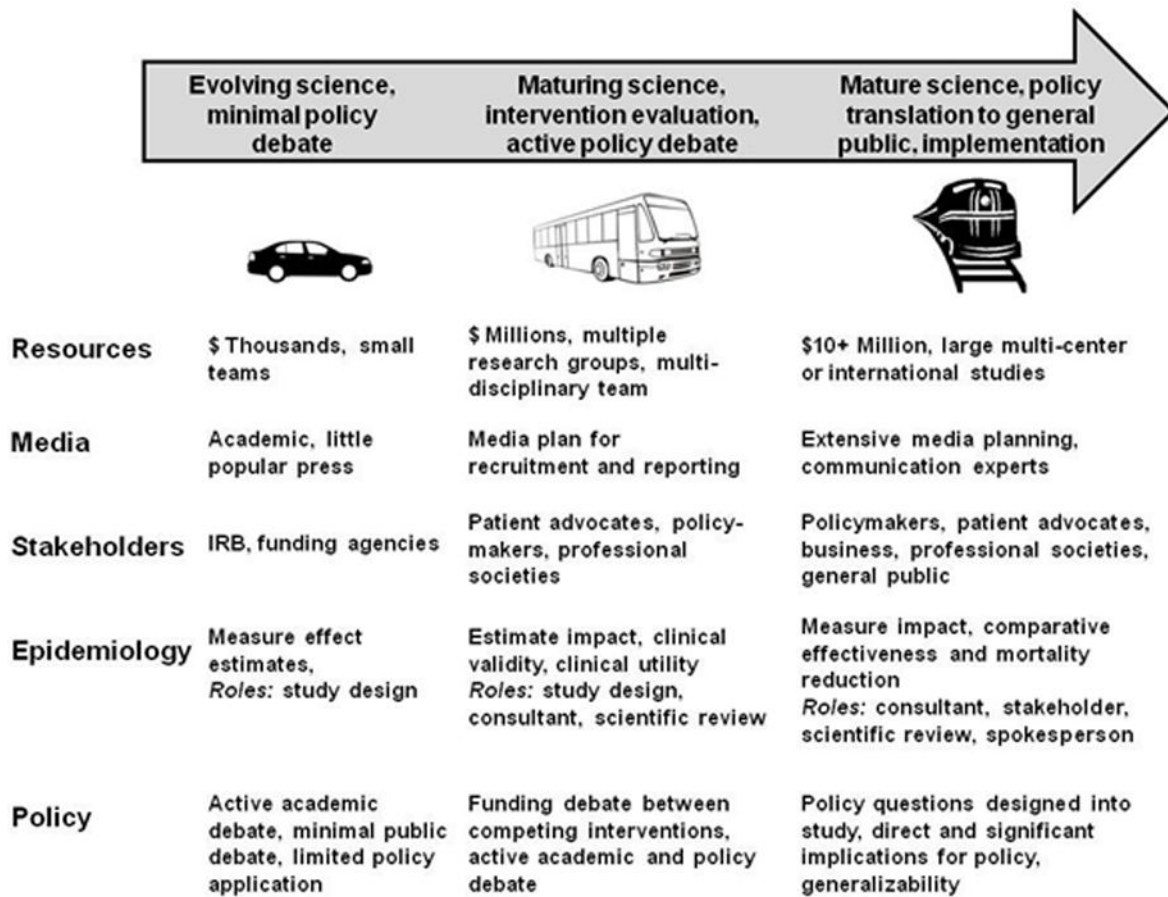 Evolving science,
minimal policy
debate
Maturing science,
intervention evaluation,
active policy debate
Mature science, policy
translation to general
public, implementation
Resources
$ Thousands, small
teams
$ Millions, multiple
research groups, multi-
disciplinary team
$10+ Million, large multi-center
or international studies
Media
Academic, little
popular press
Media plan for
recruitment and reporting
Extensive media planning,
communication experts
Stakeholders
IRB, funding agencies
Patient advocates, policy-
makers, professional
societies
Policymakers, patient advocates,
business, professional societies,
general public
Epidemiology
Measure effect
estimates,
Roles: study design
Estimate impact, clinical
validity, clinical utility
Roles: study design,
consultant, scientific review
Measure impact, comparative
effectiveness and mortality
reduction
Roles: consultant, stakeholder,
scientific review, spokesperson
Policy
Active academic
debate, minimal public
debate, limited policy
application
Funding debate between
competing interventions,
active academic and policy
debate
Policy questions designed into
study, direct and significant
implications for policy,
generalizability